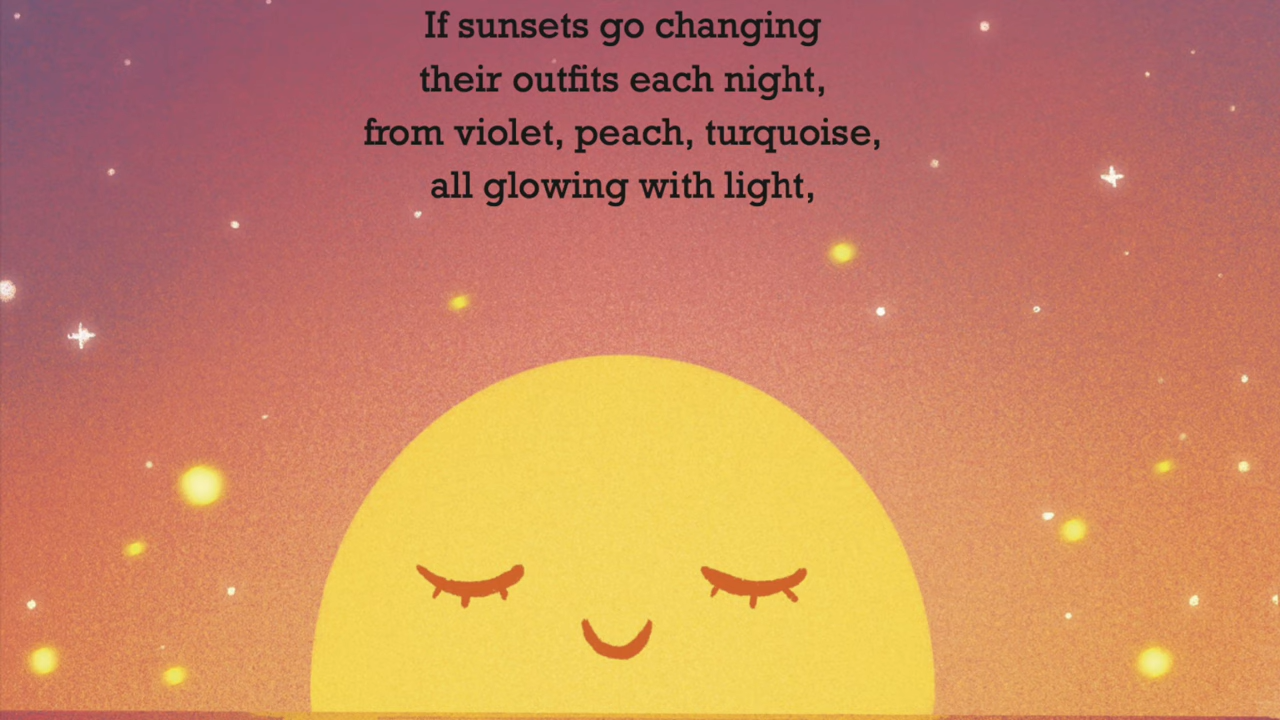 If sunsets go changing
their outfits each night,
from violet, peach, turquoise,
all glowing with light,